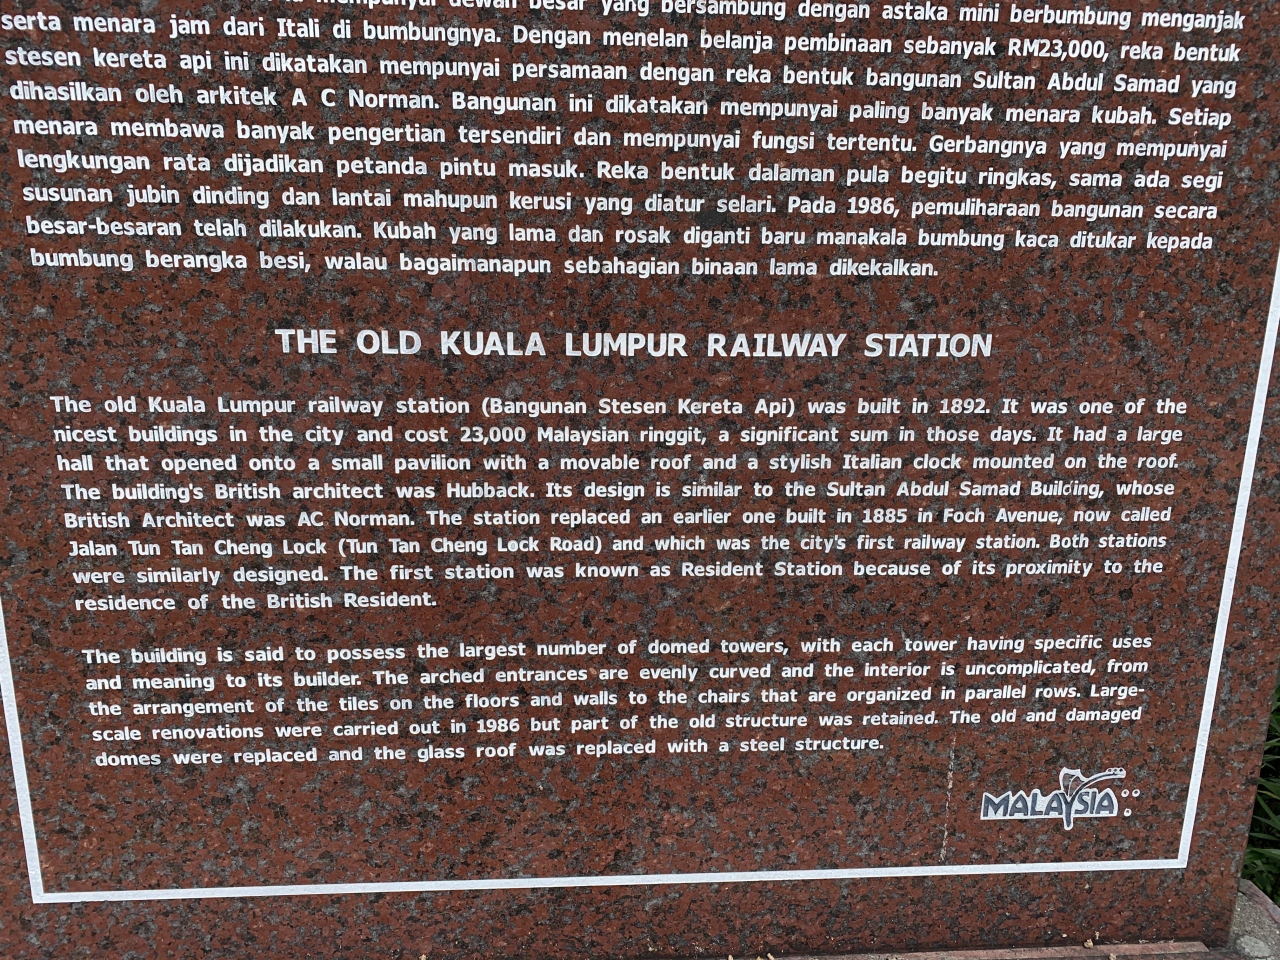 mempunyai dewan besar yang bersambung dengan astaka mini berbumbung menganjak
serta menara jam dari Itali di bumbungnya. Dengan menelan belanja pembinaan sebanyak RM23,000, reka bentuk
stesen kereta api ini dikatakan mempunyai persamaan dengan reka bentuk bangunan Sultan Abdul Samad yang
dihasilkan oleh arkitek A C Norman. Bangunan ini dikatakan mempunyai paling banyak menara kubah. Setiap
menara membawa banyak pengertian tersendiri dan mempunyai fungsi tertentu. Gerbangnya yang mempunyai
lengkungan rata dijadikan petanda pintu masuk. Reka bentuk dalaman pula begitu ringkas, sama ada segi
susunan jubin dinding dan lantai mahupun kerusi yang diatur selari. Pada 1986, pemuliharaan bangunan secara
besar-besaran telah dilakukan. Kubah yang lama dan rosak diganti baru manakala bumbung kaca ditukar kepada
bumbung berangka besi, walau bagaimanapun sebahagian binaan lama dikekalkan.
THE OLD KUALA LUMPUR RAILWAY STATION
The old Kuala Lumpur railway station (Bangunan Stesen Kereta Api) was built in 1892. It was one of the
nicest buildings in the city and cost 23,000 Malaysian ringgit, a significant sum in those days. It had a large
hall that opened onto a small pavilion with a movable roof and a stylish Italian clock mounted on the roof.
The building's British architect was Hubback. Its design is similar to the Sultan Abdul Samad Building, whose
British Architect was AC Norman. The station replaced an earlier one built in 1885 in Foch Avenue, now called
Jalan Tun Tan Cheng Lock (Tun Tan Cheng Lock Road) and which was the city's first railway station. Both stations
were similarly designed. The first station was known as Resident Station because of its proximity to the
residence of the British Resident.
The building is said to possess the largest number of domed towers, with each tower having specific uses
and meaning to its builder. The arched entrances are evenly curved and the interior is uncomplicated, from
the arrangement of the tiles on the floors and walls to the chairs that are organized in parallel rows. Large-
scale renovations were carried out in 1986 but part of the old structure was retained. The old and damaged
domes were replaced and the glass roof was replaced with a steel structure.
MALAYSIA